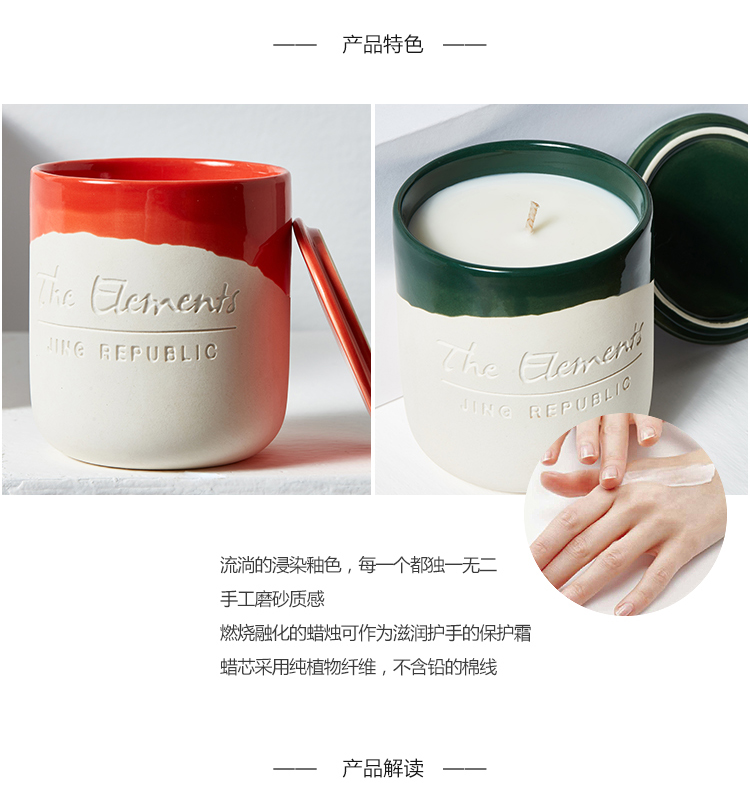 产品特色
The Elements
JING REPUBLIC
The Elements
JING REPUBLIC
流淌的浸染釉色，每一个都独一无二
手工磨砂质感
燃烧融化的蜡烛可作为滋润护手的保护霜
蜡芯采用纯植物纤维，不含铅的棉线
产品解读